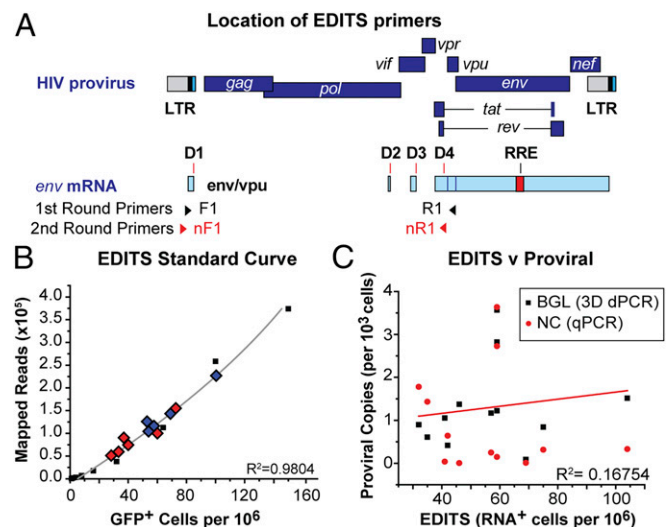 A
Location of EDITS primers
vpr
vif
vpu
nef
HIV provirus
gag
pol
env
LTR
LTR
tat
rev
D1
D2
D3
D4
RRE
env mRNA
env/vpu
1st Round Primers
F1
R1
2nd Round Primers
nF1
nR1
B
EDITS Standard Curve
Mapped Reads (x10⁵)
4.0
3.5
3.0
2.5
2.0
1.5
1.0
0.5
0
R²=0.9804
0
40
80
120
160
GFP⁺ Cells per 10⁶
C
EDITS v Proviral
Proviral Copies (per 10³ cells)
4
3
2
1
0
BGL (3D dPCR)
NC (qPCR)
R²= 0.16754
40
60
80
100
EDITS (RNA⁺ cells/10⁶)